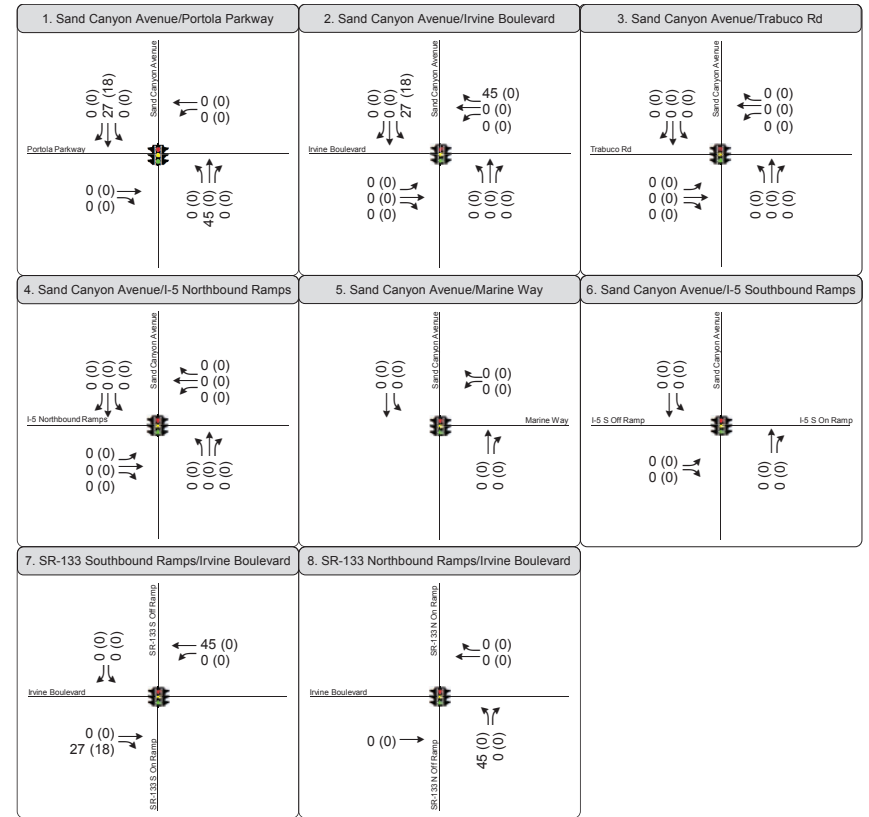 1. Sand Canyon Avenue/Portola Parkway
Sand Canyon Avenue
0 (0)
27 (18)
0 (0)
0 (0)
0 (0)
Portola Parkway
0 (0)
0 (0)
0 (0)
45 (0)
0 (0)
2. Sand Canyon Avenue/Irvine Boulevard
Sand Canyon Avenue
0 (0)
0 (0)
27 (18)
45 (0)
0 (0)
0 (0)
Irvine Boulevard
0 (0)
0 (0)
0 (0)
0 (0)
0 (0)
0 (0)
3. Sand Canyon Avenue/Trabuco Rd
Sand Canyon Avenue
0 (0)
0 (0)
0 (0)
0 (0)
0 (0)
0 (0)
Trabuco Rd
0 (0)
0 (0)
0 (0)
0 (0)
0 (0)
0 (0)
4. Sand Canyon Avenue/I-5 Northbound Ramps
Sand Canyon Avenue
0 (0)
0 (0)
0 (0)
0 (0)
0 (0)
0 (0)
I-5 Northbound Ramps
0 (0)
0 (0)
0 (0)
0 (0)
0 (0)
0 (0)
5. Sand Canyon Avenue/Marine Way
Sand Canyon Avenue
0 (0)
0 (0)
0 (0)
0 (0)
Marine Way
0 (0)
0 (0)
6. Sand Canyon Avenue/I-5 Southbound Ramps
Sand Canyon Avenue
0 (0)
0 (0)
I-5 S Off Ramp
I-5 S On Ramp
0 (0)
0 (0)
0 (0)
0 (0)
7. SR-133 Southbound Ramps/Irvine Boulevard
SR-133 S Off Ramp
0 (0)
0 (0)
45 (0)
0 (0)
Irvine Boulevard
0 (0)
27 (18)
SR-133 S On Ramp
8. SR-133 Northbound Ramps/Irvine Boulevard
SR-133 N On Ramp
0 (0)
0 (0)
Irvine Boulevard
0 (0)
SR-133 N Off Ramp
45 (0)
0 (0)